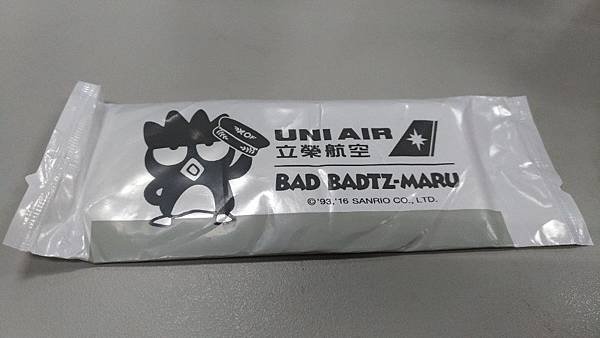 UNI AIR
立榮航空
BAD BADTZ-MARU
©'93,'16 SANRIO CO., LTD.